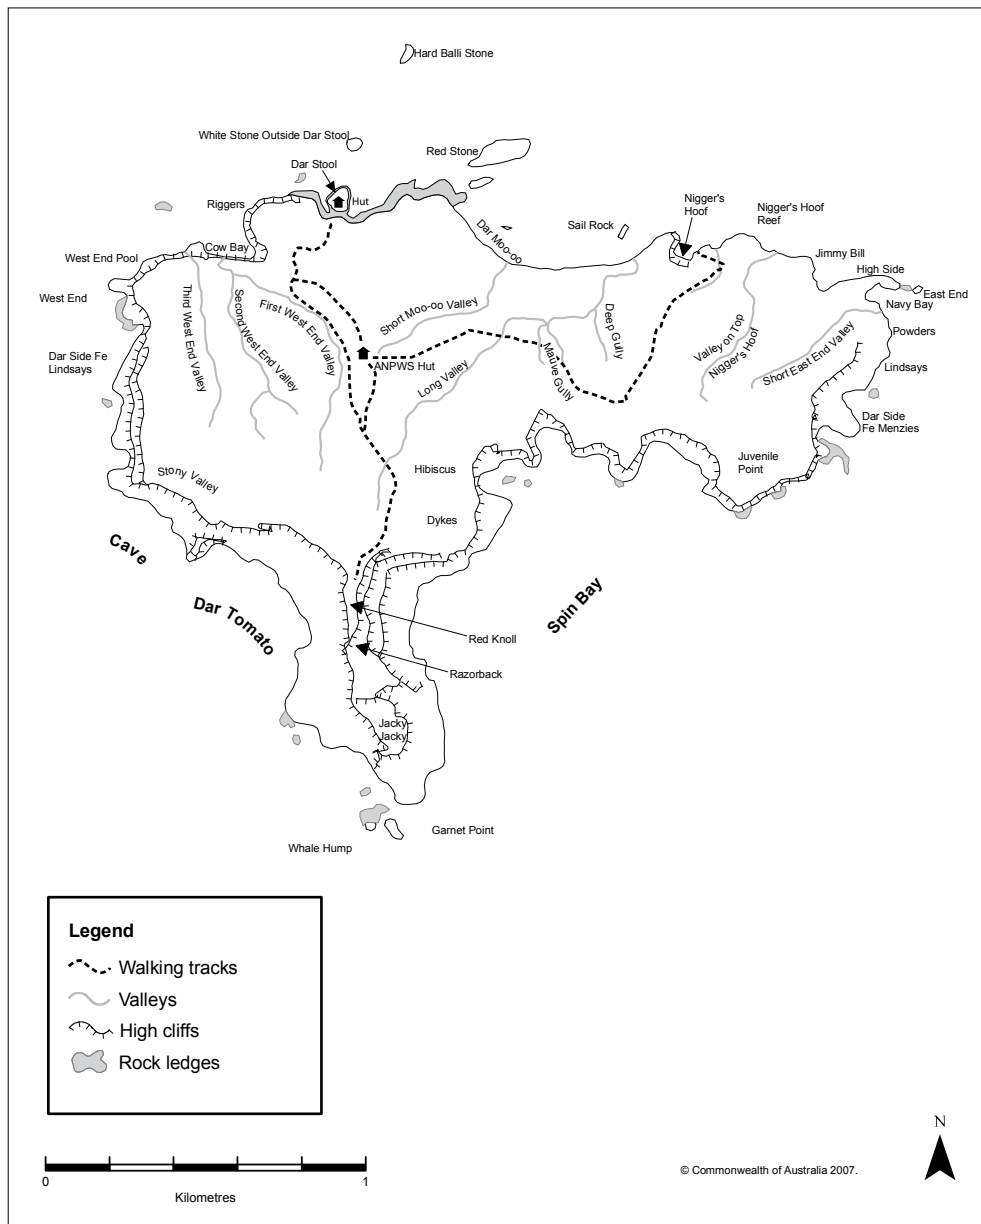 Hard Balli Stone
White Stone Outside Dar Stool
Red Stone
Dar Stool
Hut
Riggers
Nigger's
Hoof
Nigger's Hoof
Reef
Sail Rock
Dar Moo-oo
Cow Bay
West End Pool
Jimmy Bill
High Side
East End
West End
Navy Bay
Powders
Third West End Valley
Second West End Valley
First West End Valley
Short Moo-oo Valley
Deep Gully
Valley on Top
Nigger's Hoof
Short East End Valley
Dar Side Fe
Lindsays
ANPWS Hut
Long Valley
Mauve Gully
Lindsays
Dar Side
Fe Menzies
Stony Valley
Hibiscus
Juvenile
Point
Dykes
Cave
Dar Tomato
Spin Bay
Red Knoll
Razorback
Jacky
Jacky
Garnet Point
Whale Hump
Legend
Walking tracks
Valleys
High cliffs
Rock ledges
N
0
1
Kilometres
© Commonwealth of Australia 2007.